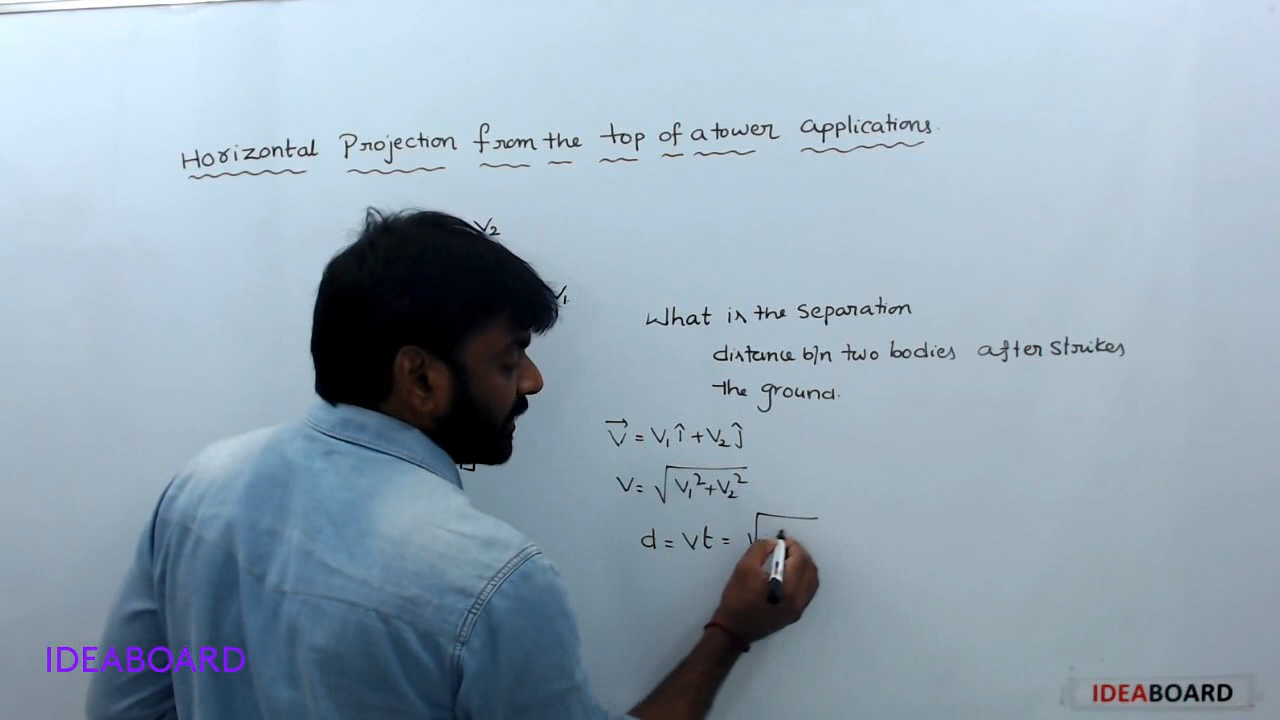 Horizontal Projection from the top of a tower applications.
V₂
V₁
What is the separation
distance b/n two bodies after strikes
the ground.
V⃗ = V₁ î + V₂ ĵ
V = √(V₁² + V₂²)
d = Vt = √
IDEABOARD
IDEABOARD